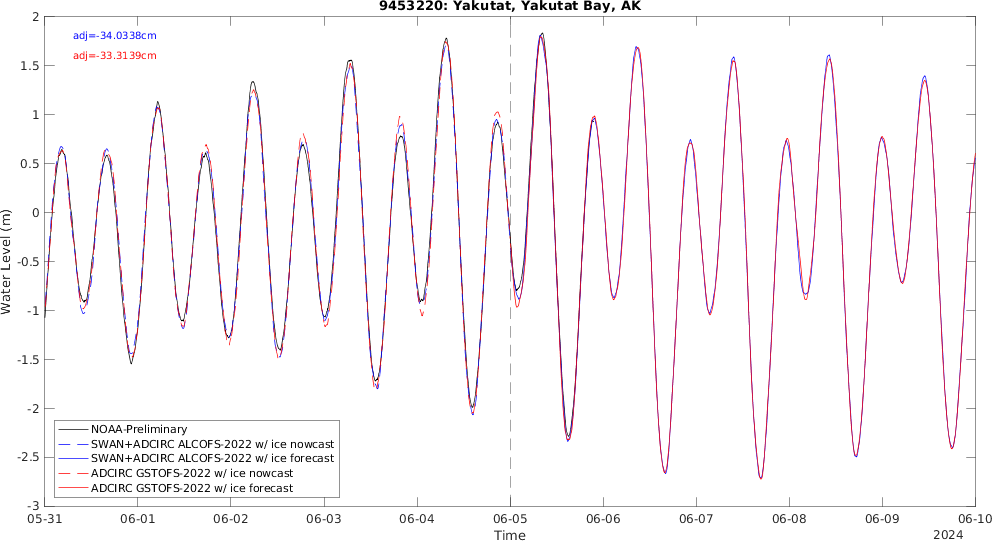 9453220: Yakutat, Yakutat Bay, AK
adj=-34.0338cm
adj=-33.3139cm
Water Level (m)
2
1.5
1
0.5
0
-0.5
-1
-1.5
-2
-2.5
-3
NOAA-Preliminary
SWAN+ADCIRC ALCOFS-2022 w/ ice nowcast
SWAN+ADCIRC ALCOFS-2022 w/ ice forecast
ADCIRC GSTOFS-2022 w/ ice nowcast
ADCIRC GSTOFS-2022 w/ ice forecast
05-31 06-01 06-02 06-03 06-04 06-05 06-06 06-07 06-08 06-09 06-10
Time
2024